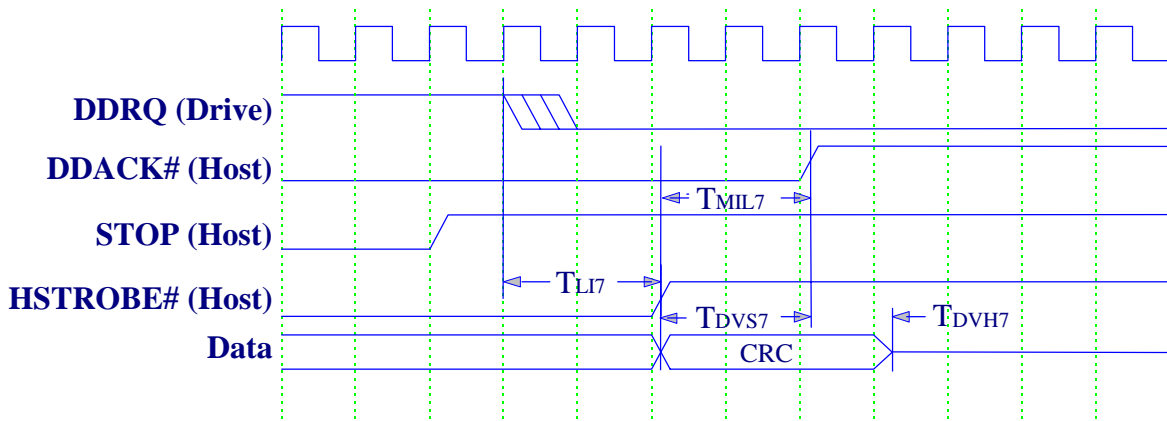 DDRQ (Drive)
DDACK# (Host)
TMIL7
STOP (Host)
TLI7
HSTROBE# (Host)
TDVS7
TDVH7
Data
CRC